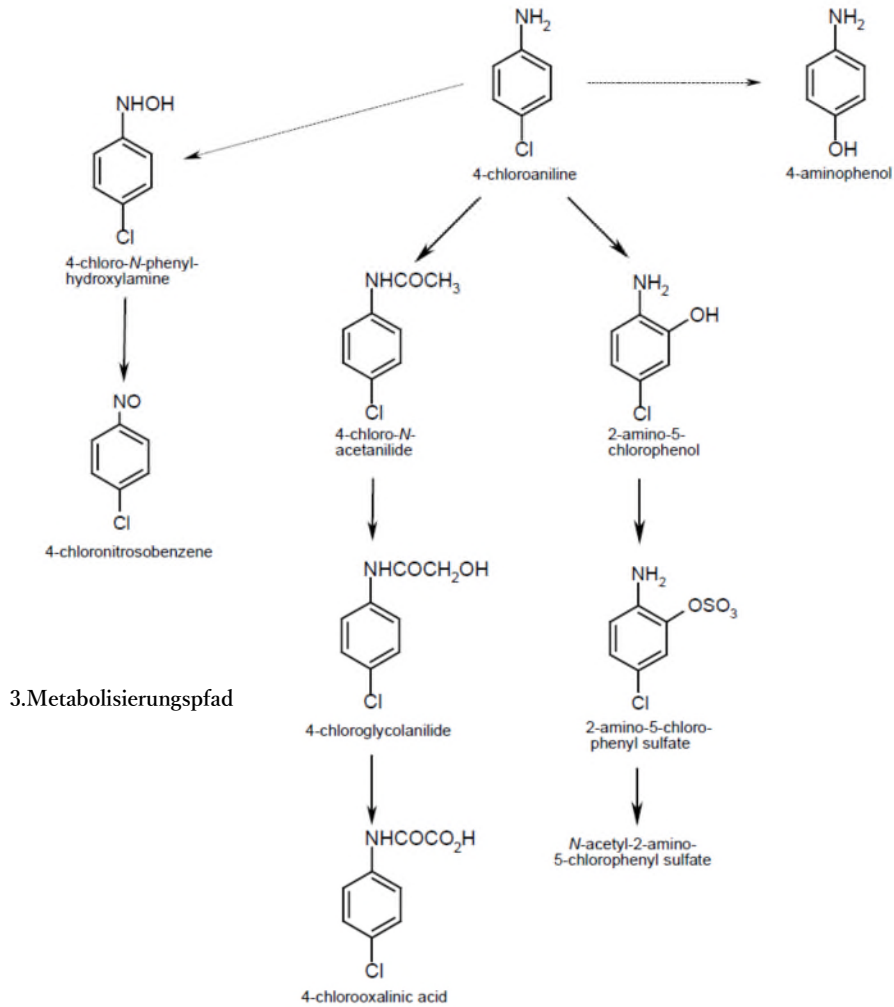 NH₂
NH₂
NHOH
Cl
OH
4-chloroaniline
4-aminophenol
Cl
4-chloro-N-phenyl-
hydroxylamine
NHCOCH₃
NH₂
OH
NO
Cl
Cl
4-chloro-N-
acetanilide
2-amino-5-
chlorophenol
Cl
4-chloronitrosobenzene
NHCOCH₂OH
NH₂
OSO₃
3.Metabolisierungspfad
Cl
Cl
4-chloroglycolanilide
2-amino-5-chloro-
phenyl sulfate
NHCOCO₂H
N-acetyl-2-amino-
5-chlorophenyl sulfate
Cl
4-chlorooxalinic acid